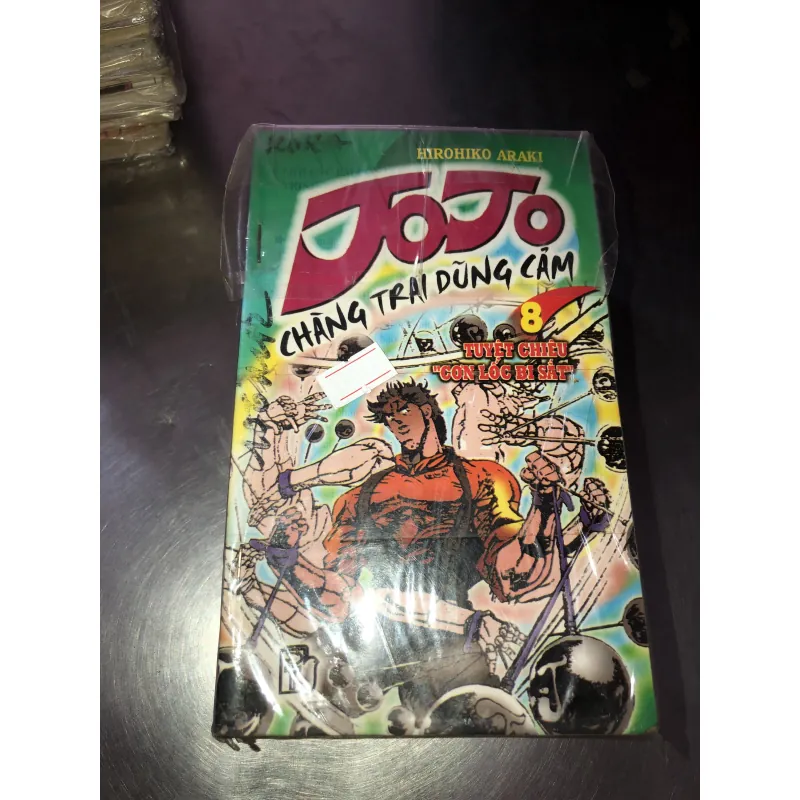 HIROHIKO ARAKI
JOJO
CHÀNG TRAI DŨNG CẢM
8
TUYỆT CHIÊU
"CƠN LỐC BI SẮT"